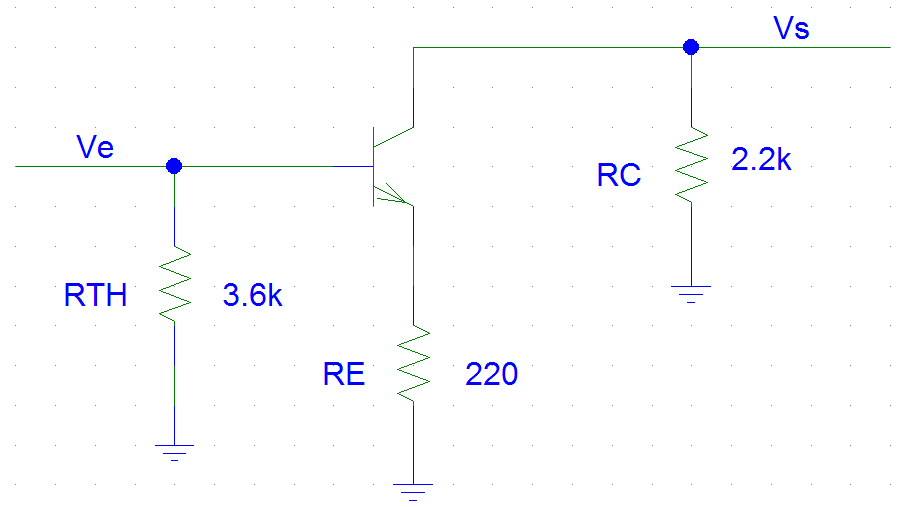 Vs
Ve
RC
2.2k
RTH
3.6k
RE
220